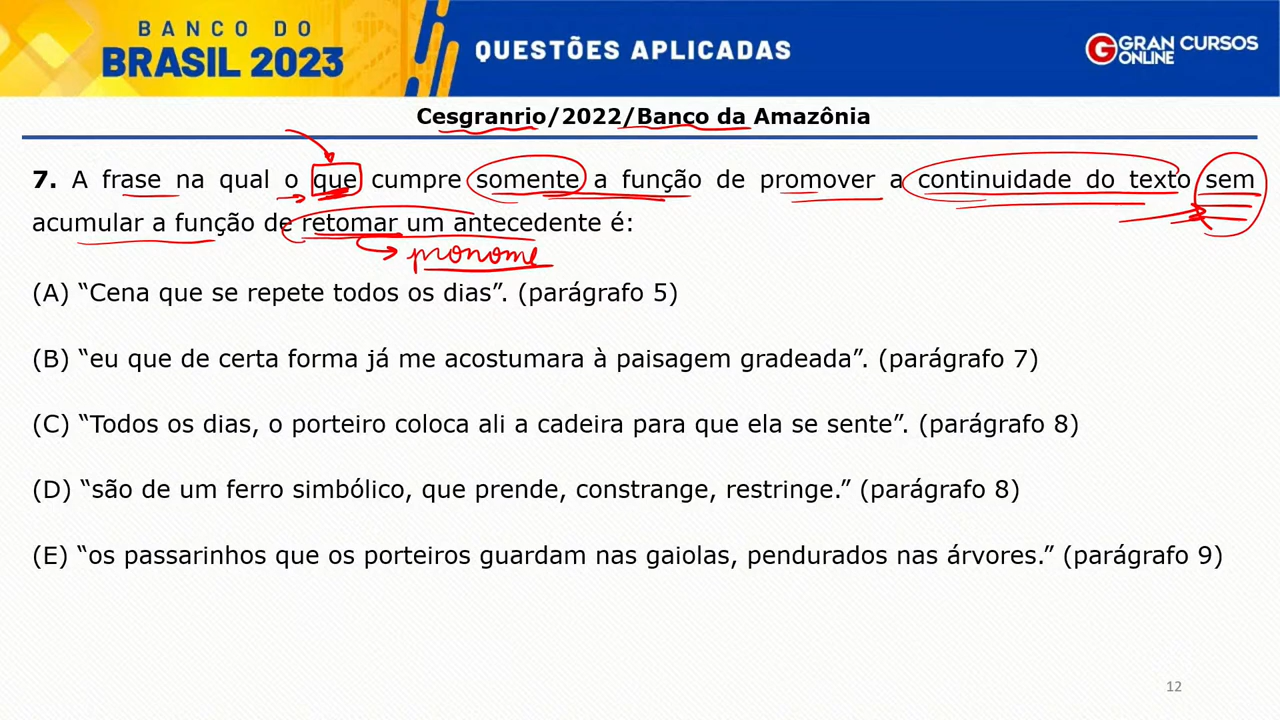 BANCO DO
BRASIL 2023
QUESTÕES APLICADAS
GRAN CURSOS
ONLINE
Cesgranrio/2022/Banco da Amazônia
7. A frase na qual o que cumpre somente a função de promover a continuidade do texto sem
acumular a função de retomar um antecedente é:
pronome
(A) “Cena que se repete todos os dias”. (parágrafo 5)
(B) “eu que de certa forma já me acostumara à paisagem gradeada”. (parágrafo 7)
(C) “Todos os dias, o porteiro coloca ali a cadeira para que ela se sente”. (parágrafo 8)
(D) “são de um ferro simbólico, que prende, constrange, restringe.” (parágrafo 8)
(E) “os passarinhos que os porteiros guardam nas gaiolas, pendurados nas árvores.” (parágrafo 9)
12